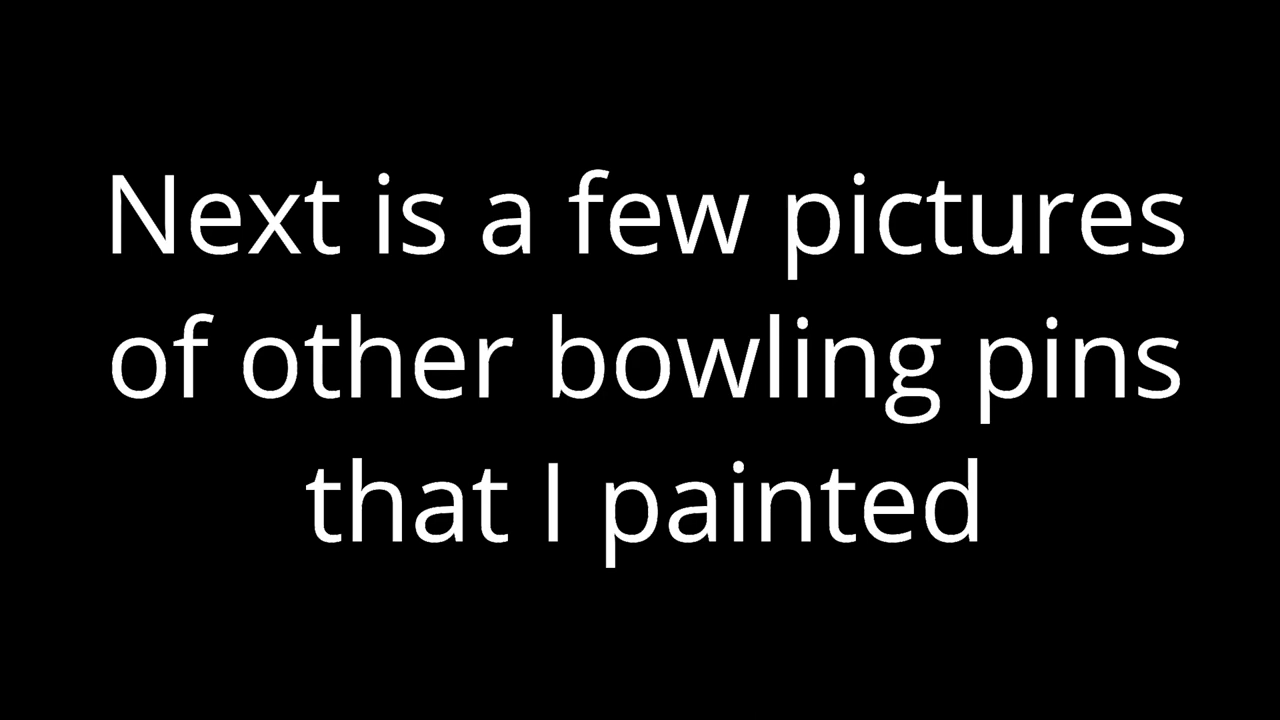 Next is a few pictures
of other bowling pins
that I painted